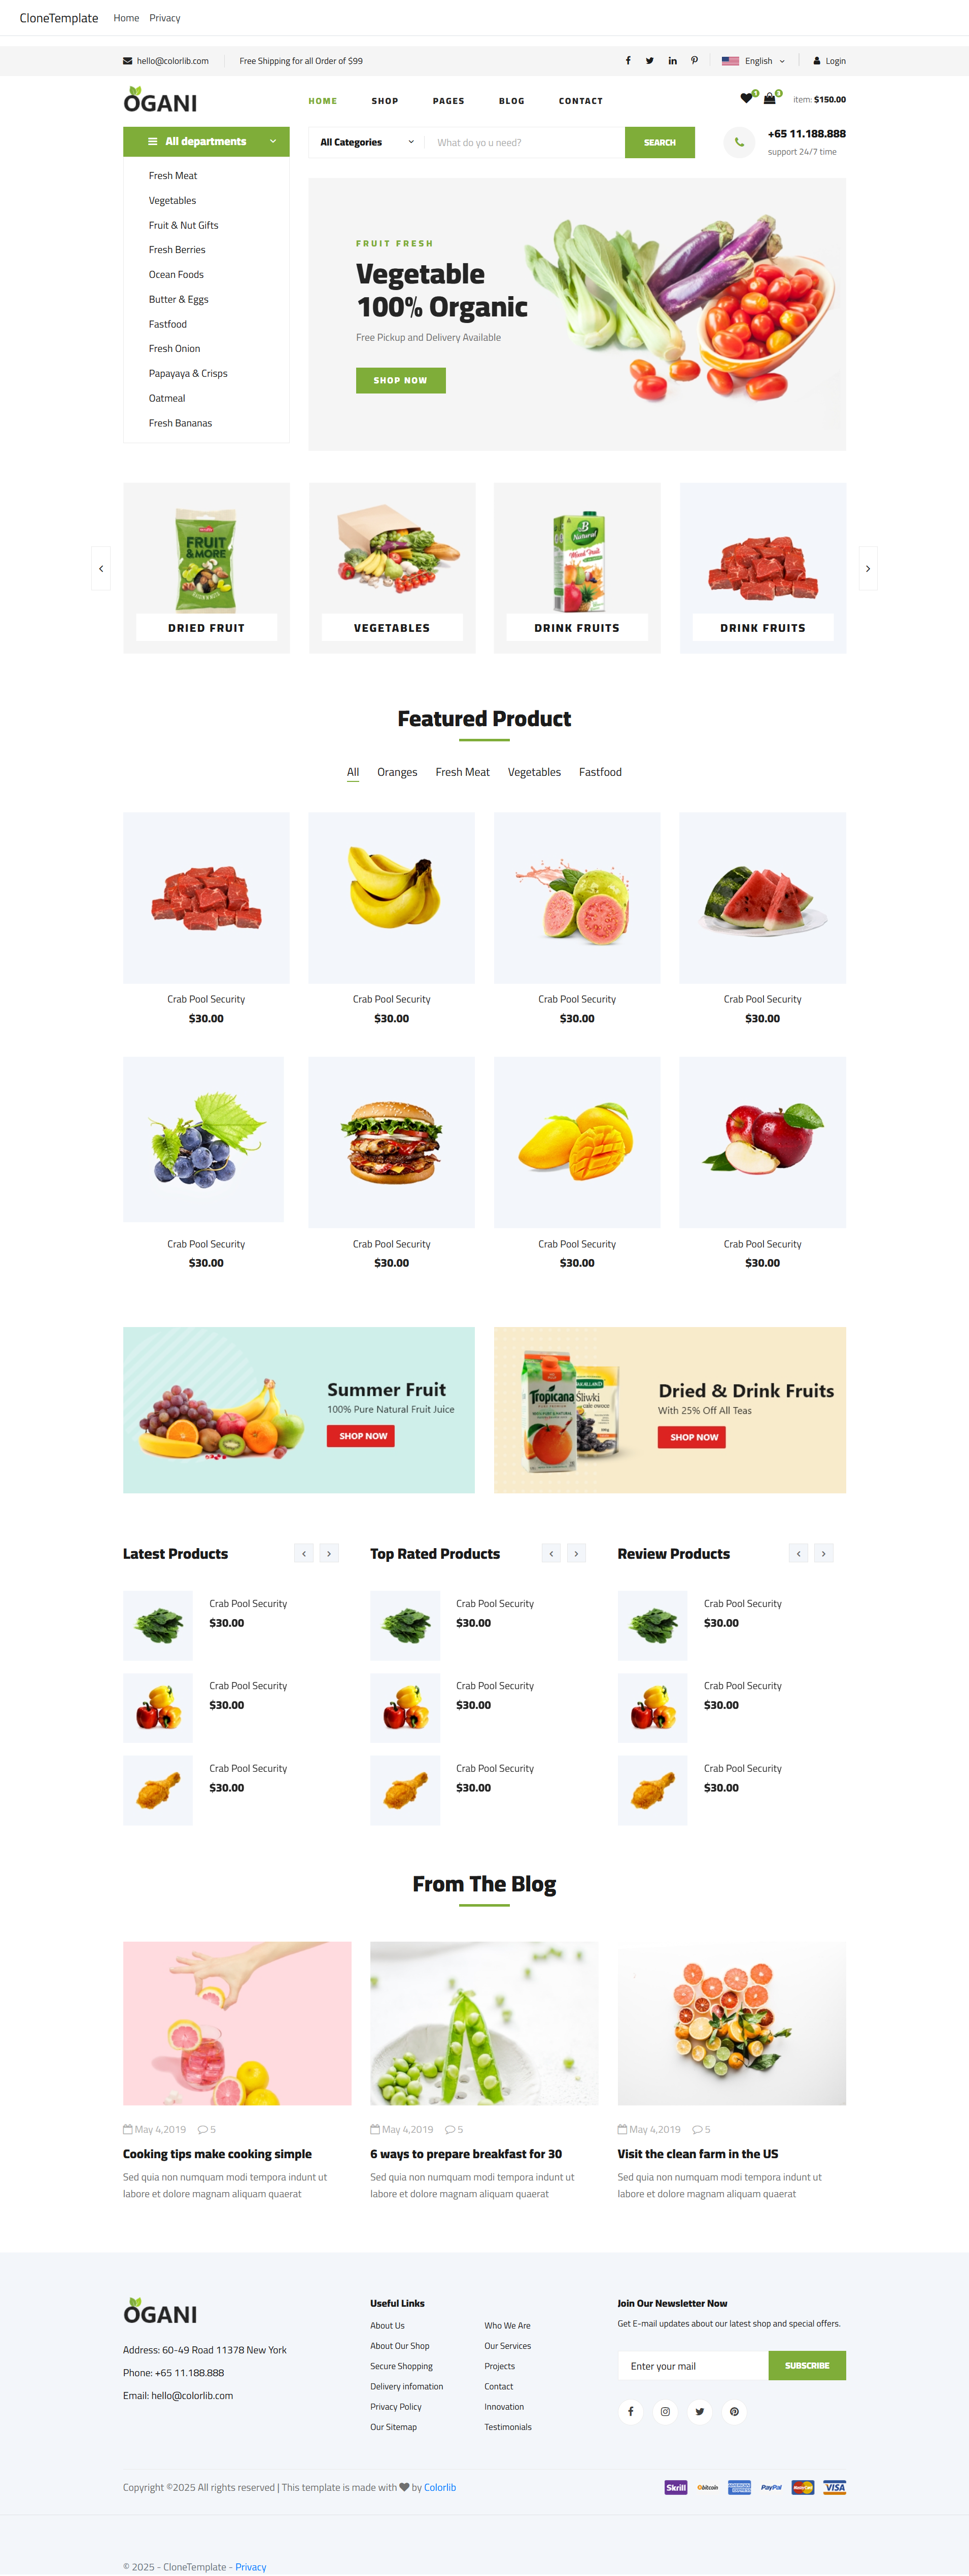 CloneTemplate Home Privacy
hello@colorlib.com Free Shipping for all Order of $99 English Login
OGANI
HOME SHOP PAGES BLOG CONTACT
1 3 item: $150.00
All departments
All Categories What do yo u need? SEARCH
+65 11.188.888
support 24/7 time
Fresh Meat
Vegetables
Fruit & Nut Gifts
Fresh Berries
Ocean Foods
Butter & Eggs
Fastfood
Fresh Onion
Papayaya & Crisps
Oatmeal
Fresh Bananas
FRUIT FRESH
Vegetable
100% Organic
Free Pickup and Delivery Available
SHOP NOW
FRUIT
& MORE
B
Natural
Mixed Fruit
DRIED FRUIT VEGETABLES DRINK FRUITS DRINK FRUITS
Featured Product
All Oranges Fresh Meat Vegetables Fastfood
Crab Pool Security Crab Pool Security Crab Pool Security Crab Pool Security
$30.00 $30.00 $30.00 $30.00
Crab Pool Security Crab Pool Security Crab Pool Security Crab Pool Security
$30.00 $30.00 $30.00 $30.00
Summer Fruit
100% Pure Natural Fruit Juice
SHOP NOW
Tropicana
Śliwki
Dried & Drink Fruits
With 25% Off All Teas
SHOP NOW
Latest Products
Crab Pool Security
$30.00
Crab Pool Security
$30.00
Crab Pool Security
$30.00
Top Rated Products
Crab Pool Security
$30.00
Crab Pool Security
$30.00
Crab Pool Security
$30.00
Review Products
Crab Pool Security
$30.00
Crab Pool Security
$30.00
Crab Pool Security
$30.00
From The Blog
May 4,2019 5
Cooking tips make cooking simple
Sed quia non numquam modi tempora indunt ut
labore et dolore magnam aliquam quaerat
May 4,2019 5
6 ways to prepare breakfast for 30
Sed quia non numquam modi tempora indunt ut
labore et dolore magnam aliquam quaerat
May 4,2019 5
Visit the clean farm in the US
Sed quia non numquam modi tempora indunt ut
labore et dolore magnam aliquam quaerat
OGANI
Address: 60-49 Road 11378 New York
Phone: +65 11.188.888
Email: hello@colorlib.com
Useful Links
About Us
About Our Shop
Secure Shopping
Delivery infomation
Privacy Policy
Our Sitemap
Who We Are
Our Services
Projects
Contact
Innovation
Testimonials
Join Our Newsletter Now
Get E-mail updates about our latest shop and special offers.
Enter your mail SUBSCRIBE
Copyright ©2025 All rights reserved | This template is made with by Colorlib
Skrill bitcoin AMERICAN EXPRESS PayPal MasterCard VISA
© 2025 - CloneTemplate - Privacy